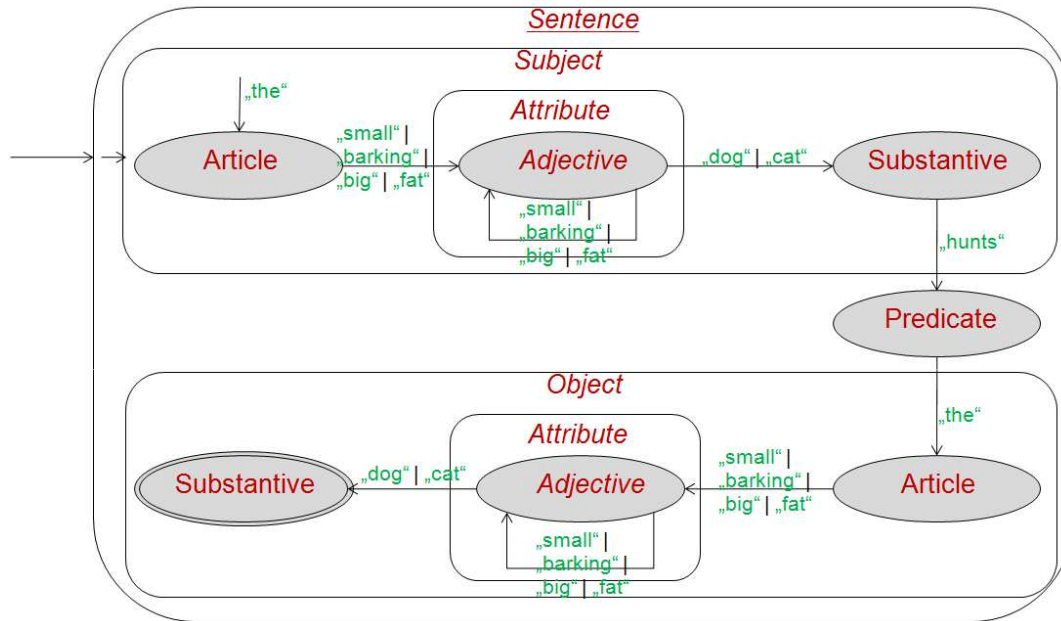 Sentence
Subject
„the“
Attribute
„small“ |
„barking“ |
„big“ | „fat“
Article
Adjective
„dog“ | „cat“
Substantive
„small“ |
„barking“ |
„big“ | „fat“
„hunts“
Predicate
Object
„the“
Attribute
Substantive
„dog“ | „cat“
Adjective
„small“ |
„barking“ |
„big“ | „fat“
Article
„small“ |
„barking“ |
„big“ | „fat“